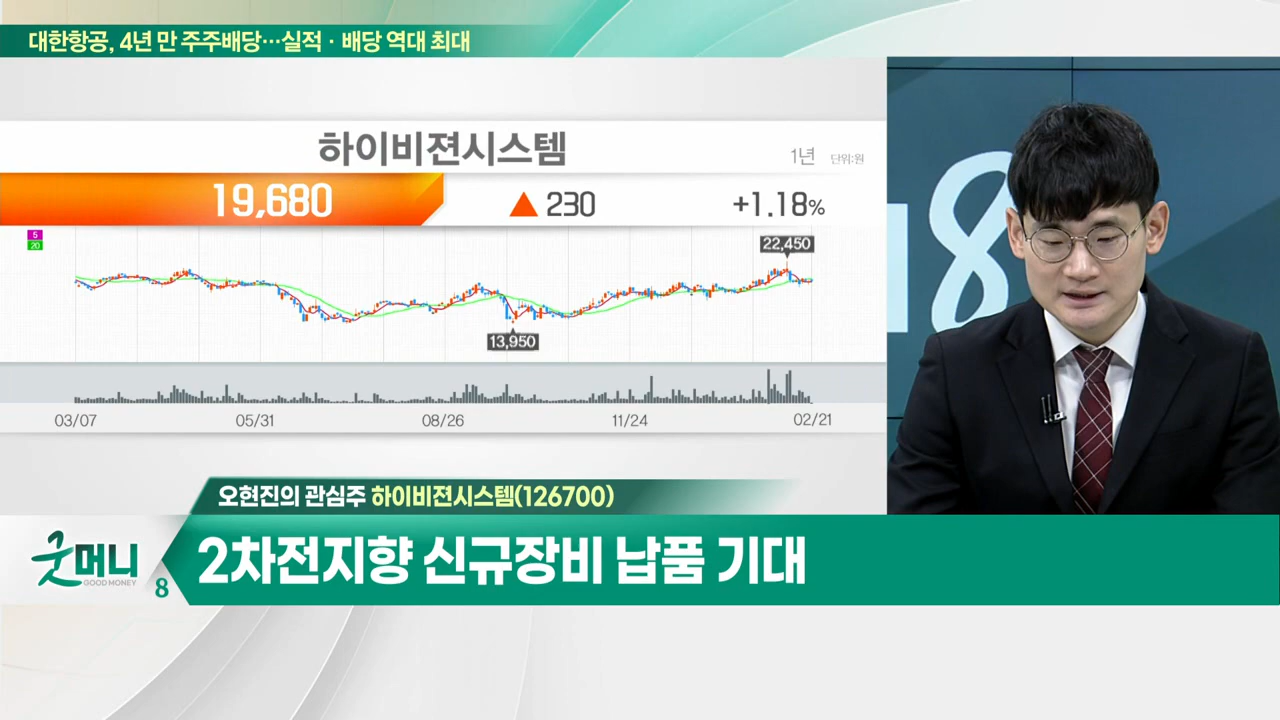 대한항공, 4년 만 주주배당…실적·배당 역대 최대
하이비젼시스템
1년 단위:원
19,680 ▲ 230 +1.18%
5
20
22,450
13,950
03/07 05/31 08/26 11/24 02/21
8
오현진의 관심주 하이비젼시스템(126700)
굿머니
GOOD MONEY
8
2차전지향 신규장비 납품 기대